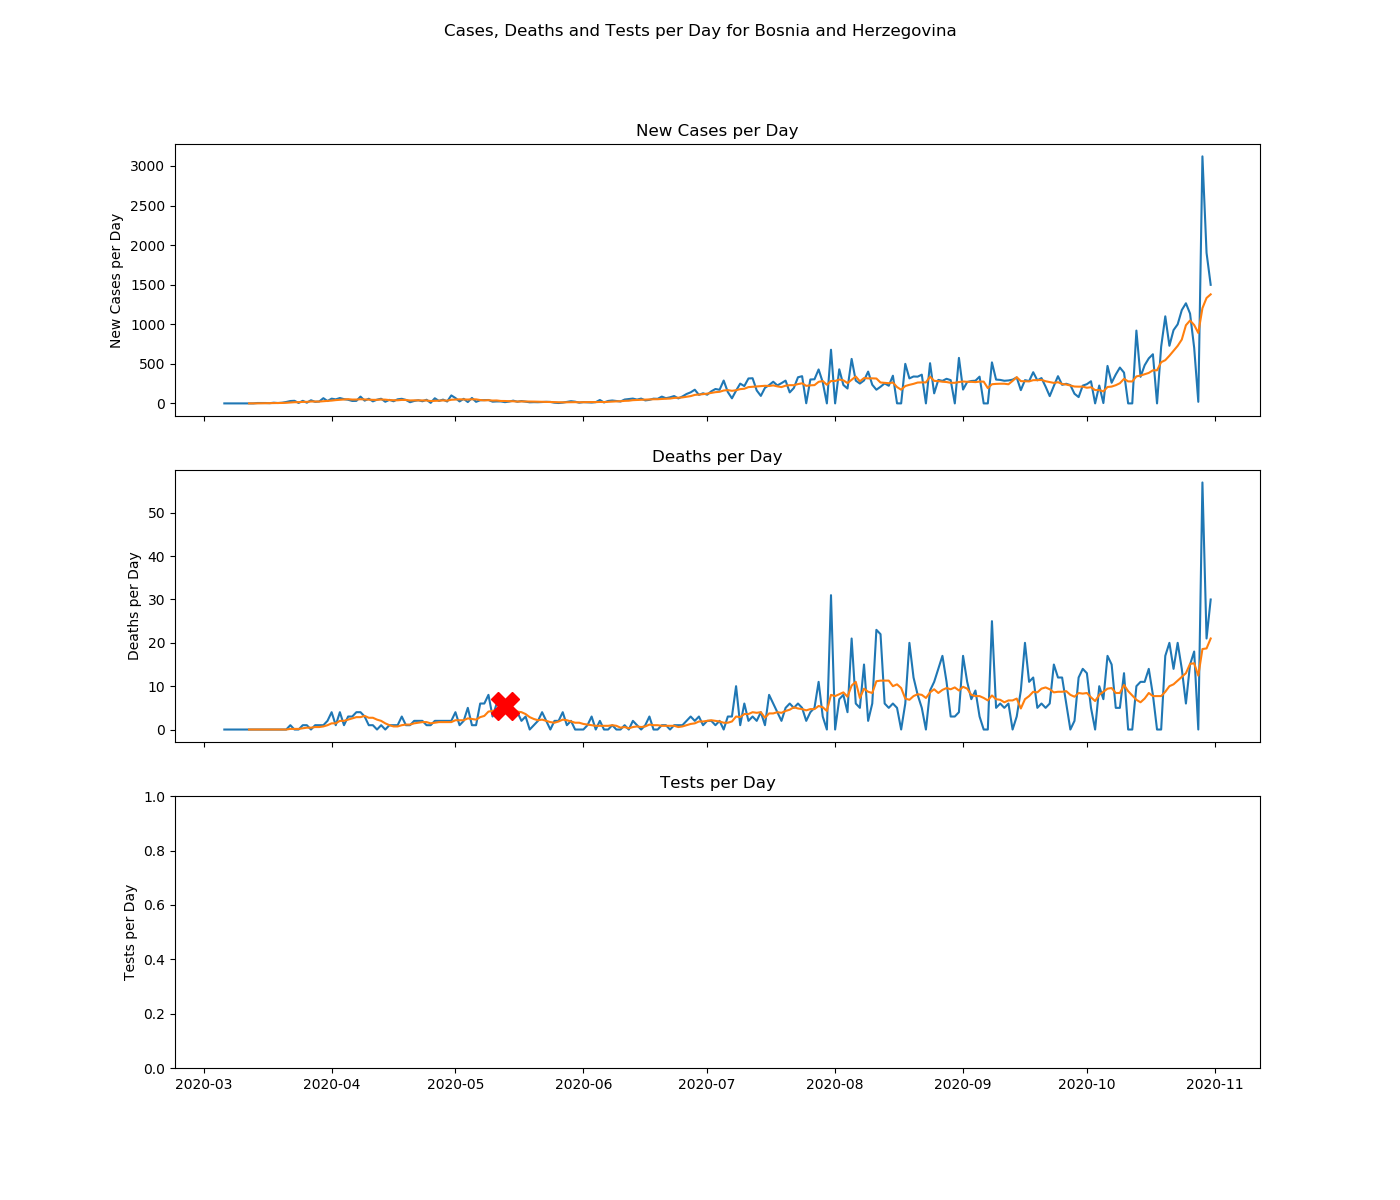 Cases, Deaths and Tests per Day for Bosnia and Herzegovina
New Cases per Day
New Cases per Day
3000
2500
2000
1500
1000
500
0
Deaths per Day
Deaths per Day
50
40
30
20
10
0
Tests per Day
Tests per Day
1.0
0.8
0.6
0.4
0.2
0.0
2020-03 2020-04 2020-05 2020-06 2020-07 2020-08 2020-09 2020-10 2020-11